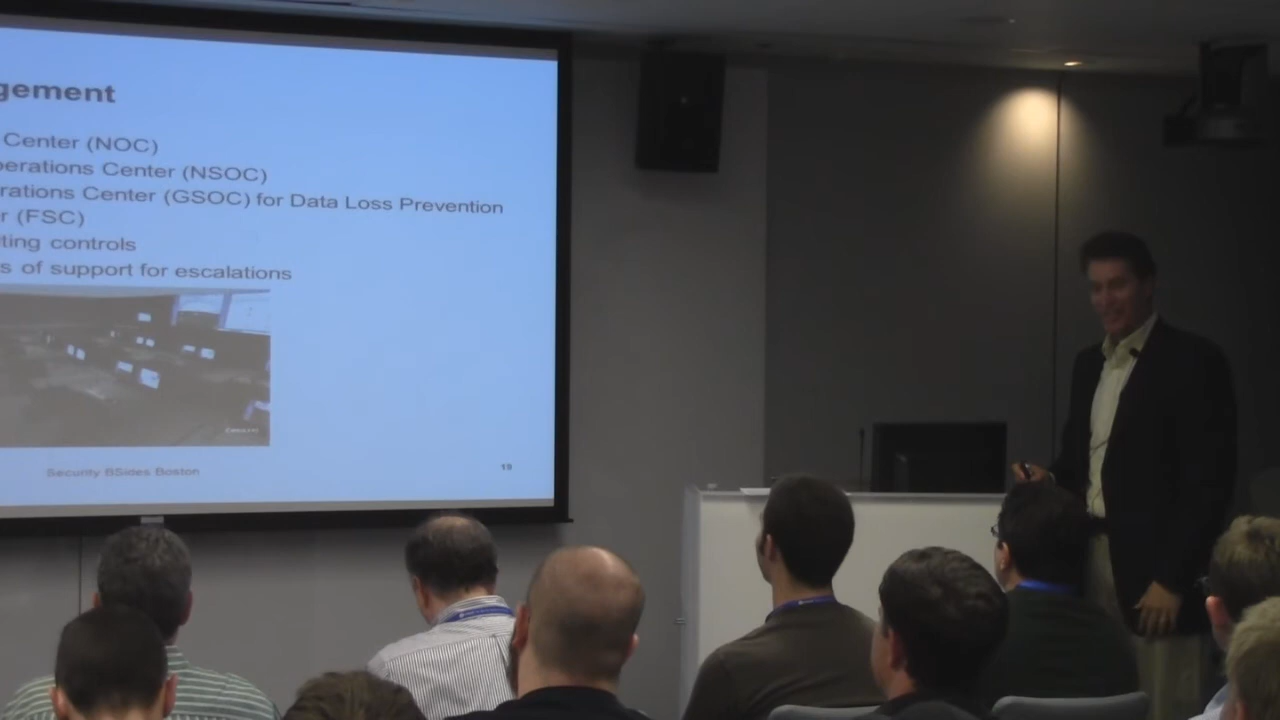 gement
Center (NOC)
perations Center (NSOC)
rations Center (GSOC) for Data Loss Prevention
r (FSC)
ting controls
s of support for escalations
Security BSides Boston
19